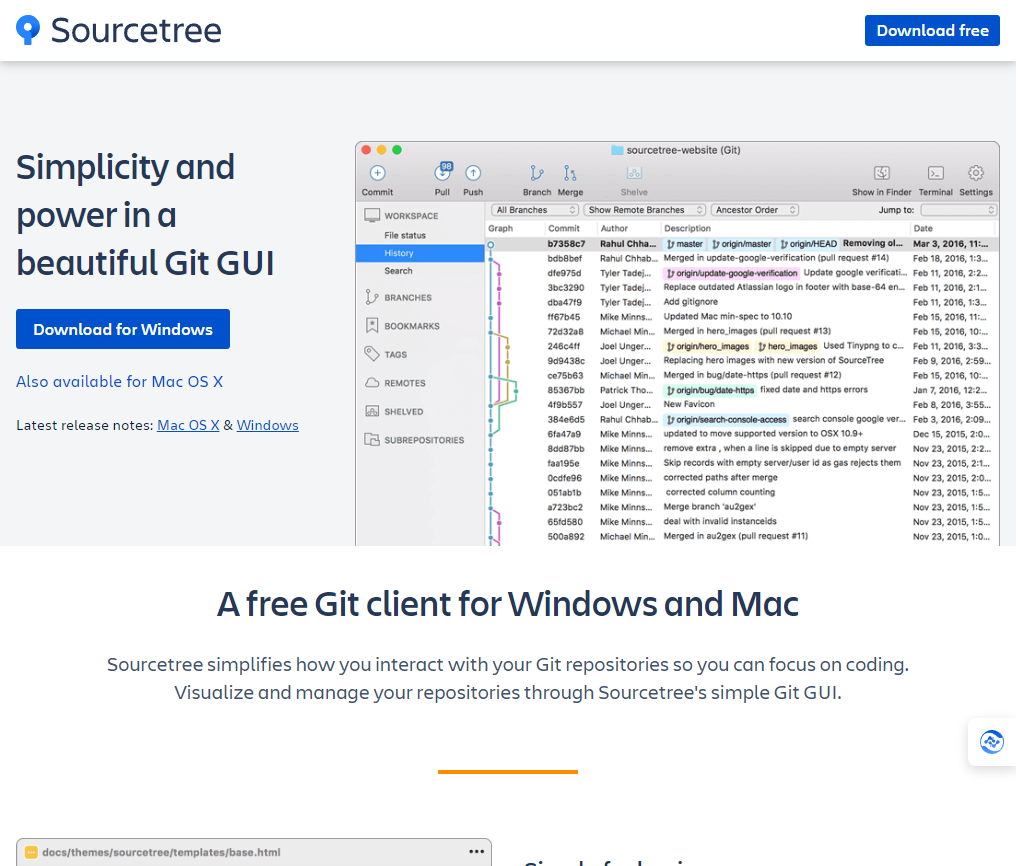 Sourcetree
Download free
Simplicity and
power in a
beautiful Git GUI
Download for Windows
Also available for Mac OS X
Latest release notes: Mac OS X & Windows
sourcetree-website (Git)
98
Commit Pull Push Branch Merge Shelve Show in Finder Terminal Settings
WORKSPACE
File status
History
Search
BRANCHES
BOOKMARKS
TAGS
REMOTES
SHELVED
SUBREPOSITORIES
All Branches Show Remote Branches Ancestor Order Jump to:
Graph Commit Author Description Date
b7358c7 Rahul Chha... master origin/master origin/HEAD Removing ol... Mar 3, 2016, 11:...
bdb8bef Rahul Chhab... Merged in update-google-verification (pull request #14) Feb 18, 2016, 1:3...
dfe975d Tyler Tadej... origin/update-google-verification Update google verificati... Feb 11, 2016, 2:2...
3bc3290 Tyler Tadej... Replace outdated Atlassian logo in footer with base-64 en... Feb 11, 2016, 2:1...
dba47f9 Tyler Tadej... Add gitignore Feb 11, 2016, 1:3...
ff67b45 Mike Minns... Updated Mac min-spec to 10.10 Feb 15, 2016, 10:...
72d32a8 Michael Min... Merged in hero_images (pull request #13) Feb 15, 2016, 10:...
246c4ff Joel Unger... origin/hero_images hero_images Used Tinypng to c... Feb 11, 2016, 3:3...
9d9438c Joel Unger... Replacing hero images with new version of SourceTree Feb 9, 2016, 2:59...
ce75b63 Michael Min... Merged in bug/date-https (pull request #12) Feb 15, 2016, 10:...
85367bb Patrick Tho... origin/bug/date-https fixed date and https errors Jan 7, 2016, 12:2...
4f9b557 Joel Unger... New Favicon Feb 8, 2016, 3:55...
384e6d5 Rahul Chhab... origin/search-console-access search console google ver... Feb 3, 2016, 2:09...
6fa47a9 Mike Minns... updated to move supported version to OSX 10.9+ Dec 15, 2015, 2:0...
8dd87bb Mike Minns... remove extra , when a line is skipped due to empty server Nov 23, 2015, 2:2...
faa195e Mike Minns... Skip records with empty server/user id as gas rejects them Nov 23, 2015, 2:1...
0cdfe96 Mike Minns... corrected paths after merge Nov 23, 2015, 2:0...
051ab1b Mike Minns... corrected column counting Nov 23, 2015, 1:5...
a723bc2 Mike Minns... Merge branch 'au2gex' Nov 23, 2015, 1:5...
65fd580 Mike Minns... deal with invalid instanceids Nov 23, 2015, 1:5...
500a892 Michael Min... Merged in au2gex (pull request #11) Nov 23, 2015, 1:0...
A free Git client for Windows and Mac
Sourcetree simplifies how you interact with your Git repositories so you can focus on coding.
Visualize and manage your repositories through Sourcetree's simple Git GUI.
docs/themes/sourcetree/templates/base.html